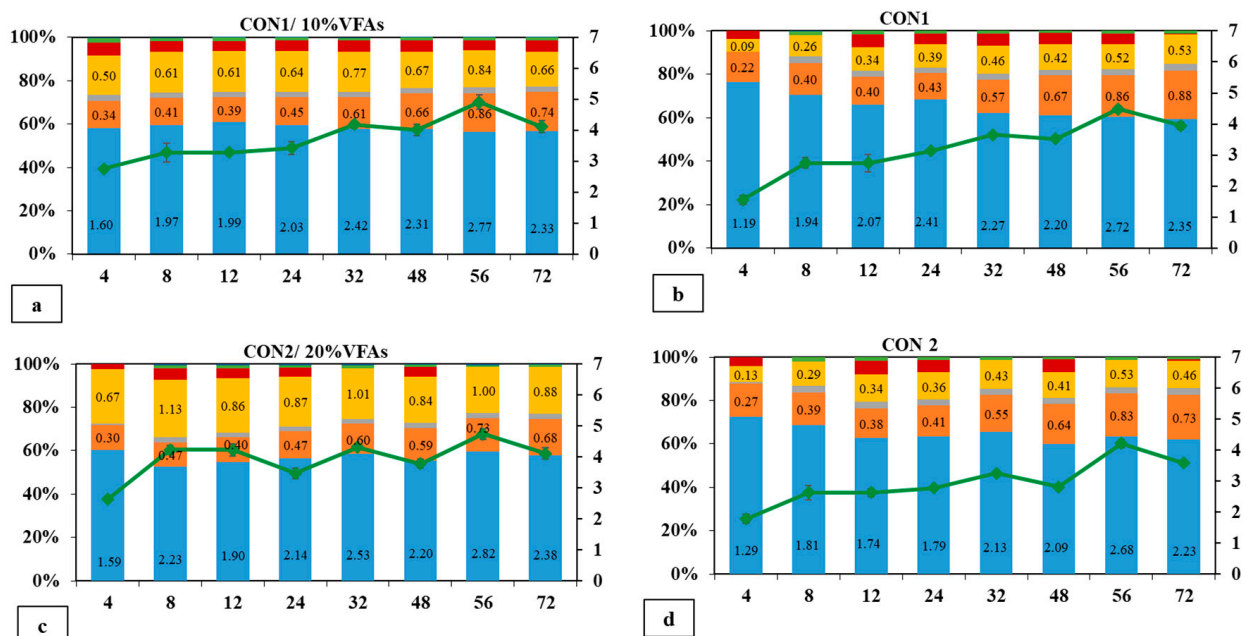 CON1/ 10%VFAs
100% 7
80% 6
60% 5
40% 4
20% 3
0% 2
1
0
0.50 0.61 0.61 0.64 0.77 0.67 0.84 0.66
0.34 0.41 0.39 0.45 0.61 0.66 0.86 0.74
1.60 1.97 1.99 2.03 2.42 2.31 2.77 2.33
4 8 12 24 32 48 56 72
a
CON1
100% 7
80% 6
60% 5
40% 4
20% 3
0% 2
1
0
0.09 0.26 0.34 0.39 0.46 0.42 0.52 0.53
0.22 0.40 0.40 0.43 0.57 0.67 0.86 0.88
1.19 1.94 2.07 2.41 2.27 2.20 2.72 2.35
4 8 12 24 32 48 56 72
b
CON2/ 20%VFAs
100% 7
80% 6
60% 5
40% 4
20% 3
0% 2
1
0
0.67 1.13 0.86 0.87 1.01 0.84 1.00 0.88
0.30 0.47 0.40 0.47 0.60 0.59 0.73 0.68
1.59 2.23 1.90 2.14 2.53 2.20 2.82 2.38
4 8 12 24 32 48 56 72
c
CON 2
100% 7
80% 6
60% 5
40% 4
20% 3
0% 2
1
0
0.13 0.29 0.34 0.36 0.43 0.41 0.53 0.46
0.27 0.39 0.38 0.41 0.55 0.64 0.83 0.73
1.29 1.81 1.74 1.79 2.13 2.09 2.68 2.23
4 8 12 24 32 48 56 72
d